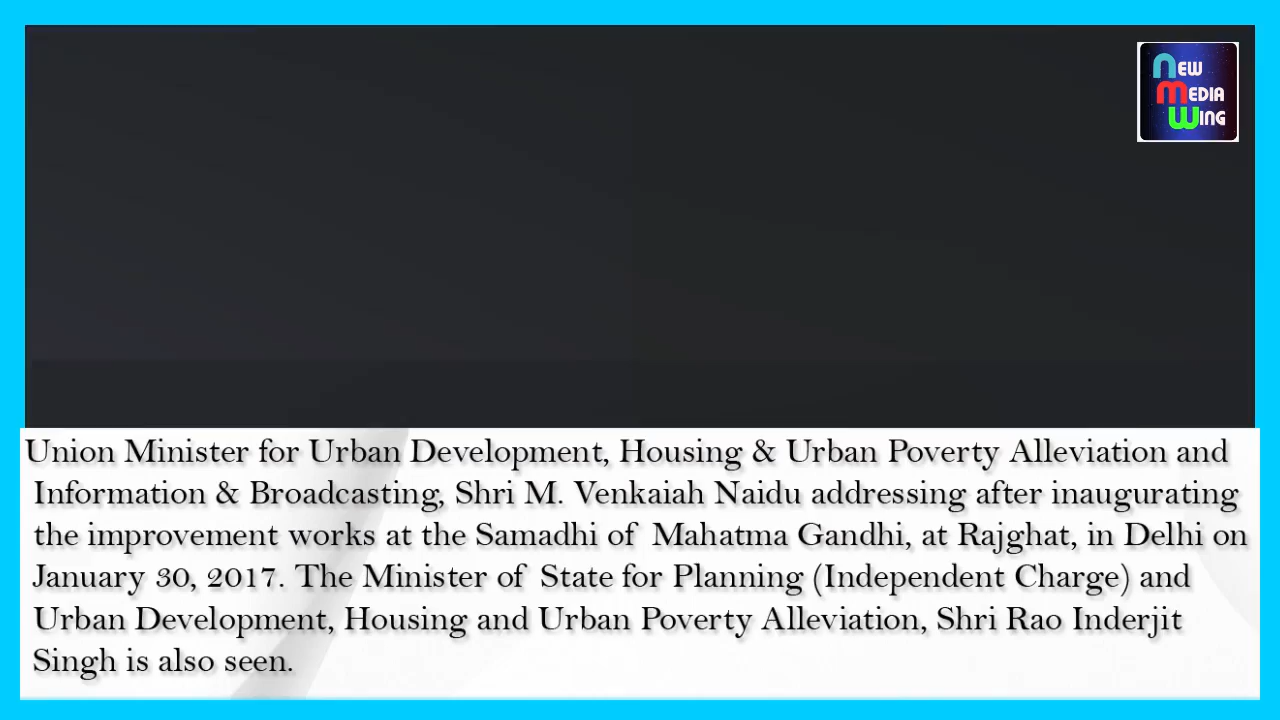 NEW
MEDIA
WING
Union Minister for Urban Development, Housing & Urban Poverty Alleviation and
Information & Broadcasting, Shri M. Venkaiah Naidu addressing after inaugurating
the improvement works at the Samadhi of Mahatma Gandhi, at Rajghat, in Delhi on
January 30, 2017. The Minister of State for Planning (Independent Charge) and
Urban Development, Housing and Urban Poverty Alleviation, Shri Rao Inderjit
Singh is also seen.